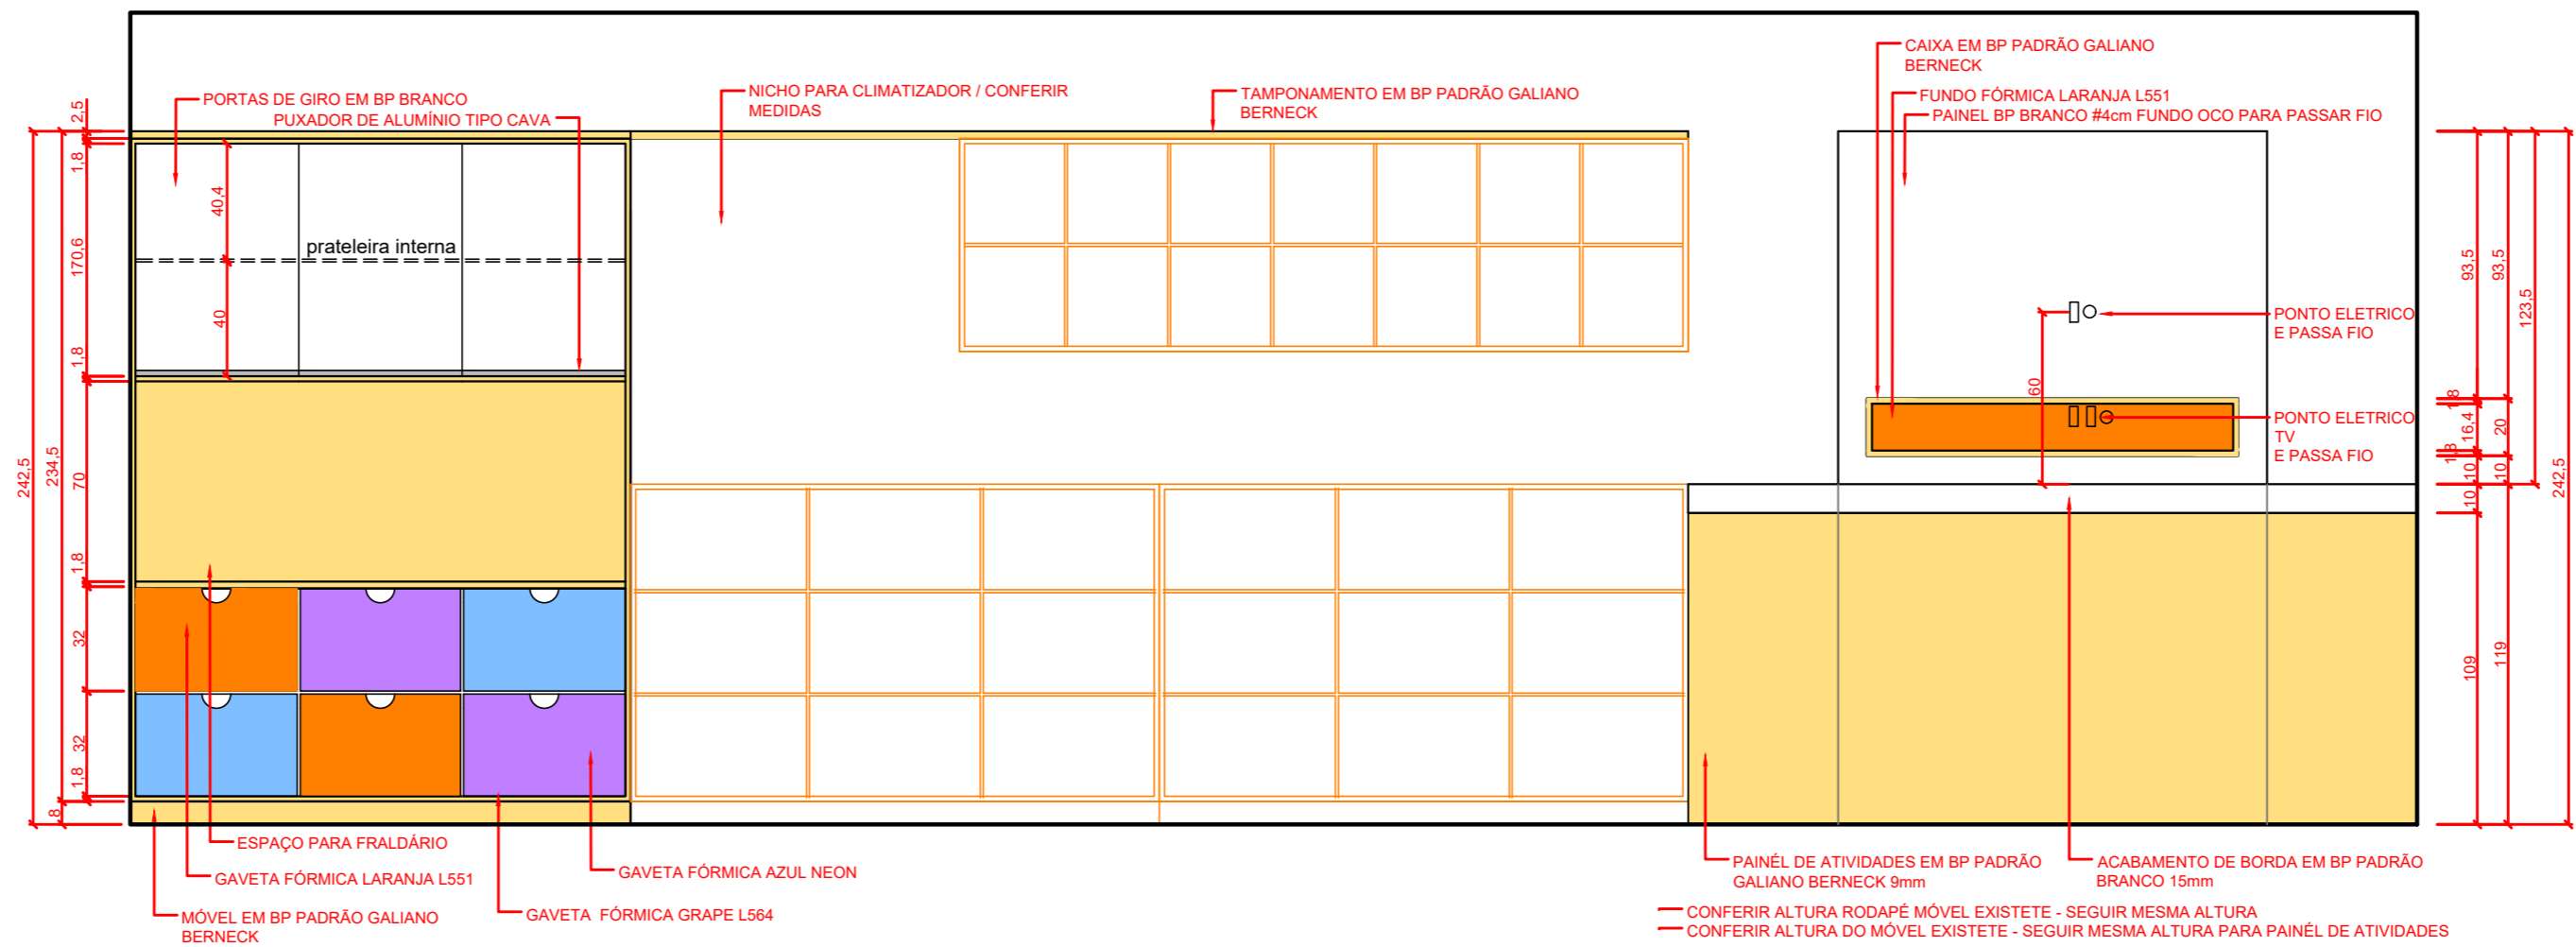 PORTAS DE GIRO EM BP BRANCO
PUXADOR DE ALUMÍNIO TIPO CAVA
NICHO PARA CLIMATIZADOR / CONFERIR
MEDIDAS
TAMPONAMENTO EM BP PADRÃO GALIANO
BERNECK
CAIXA EM BP PADRÃO GALIANO
BERNECK
FUNDO FÓRMICA LARANJA L551
PAINEL BP BRANCO #4cm FUNDO OCO PARA PASSAR FIO
242,5
234,5
8
2,5
1,8
170,6
1,8
70
1,8
32
32
1,8
40,4
prateleira interna
40
60
PONTO ELETRICO
E PASSA FIO
PONTO ELETRICO
TV
E PASSA FIO
93,5
1,8
16,4
1,8
10
10
109
93,5
20
10
119
123,5
242,5
ESPAÇO PARA FRALDÁRIO
GAVETA FÓRMICA LARANJA L551
MÓVEL EM BP PADRÃO GALIANO
BERNECK
GAVETA FÓRMICA AZUL NEON
GAVETA FÓRMICA GRAPE L564
PAINÉL DE ATIVIDADES EM BP PADRÃO
GALIANO BERNECK 9mm
ACABAMENTO DE BORDA EM BP PADRÃO
BRANCO 15mm
CONFERIR ALTURA RODAPÉ MÓVEL EXISTETE - SEGUIR MESMA ALTURA
CONFERIR ALTURA DO MÓVEL EXISTETE - SEGUIR MESMA ALTURA PARA PAINÉL DE ATIVIDADES